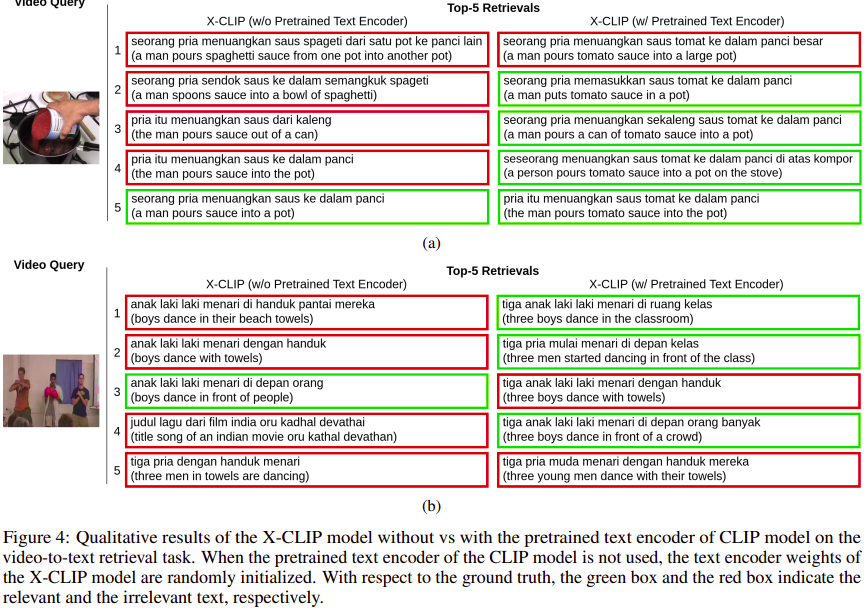 Video Query
Top-5 Retrievals
X-CLIP (w/o Pretrained Text Encoder)
X-CLIP (w/ Pretrained Text Encoder)
1
seorang pria menuangkan saus spageti dari satu pot ke panci lain
(a man pours spaghetti sauce from one pot into another pot)
seorang pria menuangkan saus tomat ke dalam panci besar
(a man pours tomato sauce into a large pot)
2
seorang pria sendok saus ke dalam semangkuk spageti
(a man spoons sauce into a bowl of spaghetti)
seorang pria memasukkan saus tomat ke dalam panci
(a man puts tomato sauce in a pot)
3
pria itu menuangkan saus dari kaleng
(the man pours sauce out of a can)
seorang pria menuangkan sekaleng saus tomat ke dalam panci
(a man pours a can of tomato sauce into a pot)
4
pria itu menuangkan saus ke dalam panci
(the man pours sauce into the pot)
seseorang menuangkan saus tomat ke dalam panci di atas kompor
(a person pours tomato sauce into a pot on the stove)
5
seorang pria menuangkan saus ke dalam panci
(a man pours sauce into a pot)
pria itu menuangkan saus tomat ke dalam panci
(the man pours tomato sauce into the pot)
(a)
Video Query
Top-5 Retrievals
X-CLIP (w/o Pretrained Text Encoder)
X-CLIP (w/ Pretrained Text Encoder)
1
anak laki laki menari di handuk pantai mereka
(boys dance in their beach towels)
tiga anak laki laki menari di ruang kelas
(three boys dance in the classroom)
2
anak laki laki menari dengan handuk
(boys dance with towels)
tiga pria mulai menari di depan kelas
(three men started dancing in front of the class)
3
anak laki laki menari di depan orang
(boys dance in front of people)
tiga anak laki laki menari dengan handuk
(three boys dance with towels)
4
judul lagu dari film india oru kadhal devathai
(title song of an indian movie oru kathal devathan)
tiga anak laki laki menari di depan orang banyak
(three boys dance in front of a crowd)
5
tiga pria dengan handuk menari
(three men in towels are dancing)
tiga pria muda menari dengan handuk mereka
(three young men dance with their towels)
(b)
Figure 4: Qualitative results of the X-CLIP model without vs with the pretrained text encoder of CLIP model on the
video-to-text retrieval task. When the pretrained text encoder of the CLIP model is not used, the text encoder weights of
the X-CLIP model are randomly initialized. With respect to the ground truth, the green box and the red box indicate the
relevant and the irrelevant text, respectively.